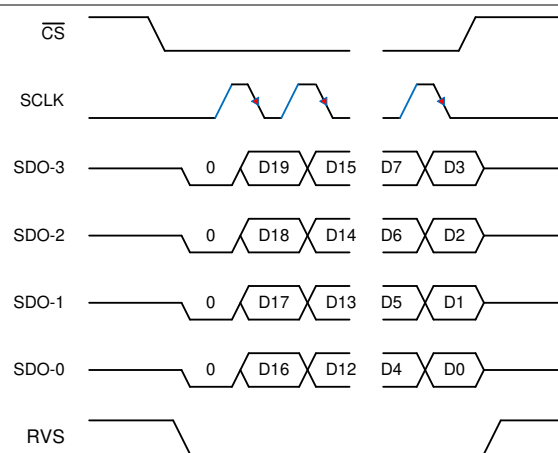 CS
SCLK
SDO-3 0 D19 D15 D7 D3
SDO-2 0 D18 D14 D6 D2
SDO-1 0 D17 D13 D5 D1
SDO-0 0 D16 D12 D4 D0
RVS